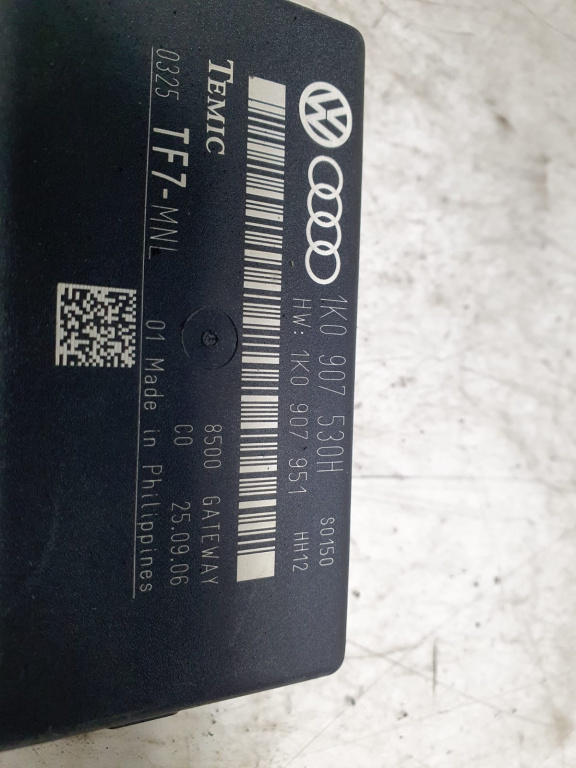 1K0 907 530H S0150
HW: 1K0 907 951 HH12
TEMIC
8500 GATEWAY
C0 25.09.06
0325 TF7-MNL
01 Made in Philippines